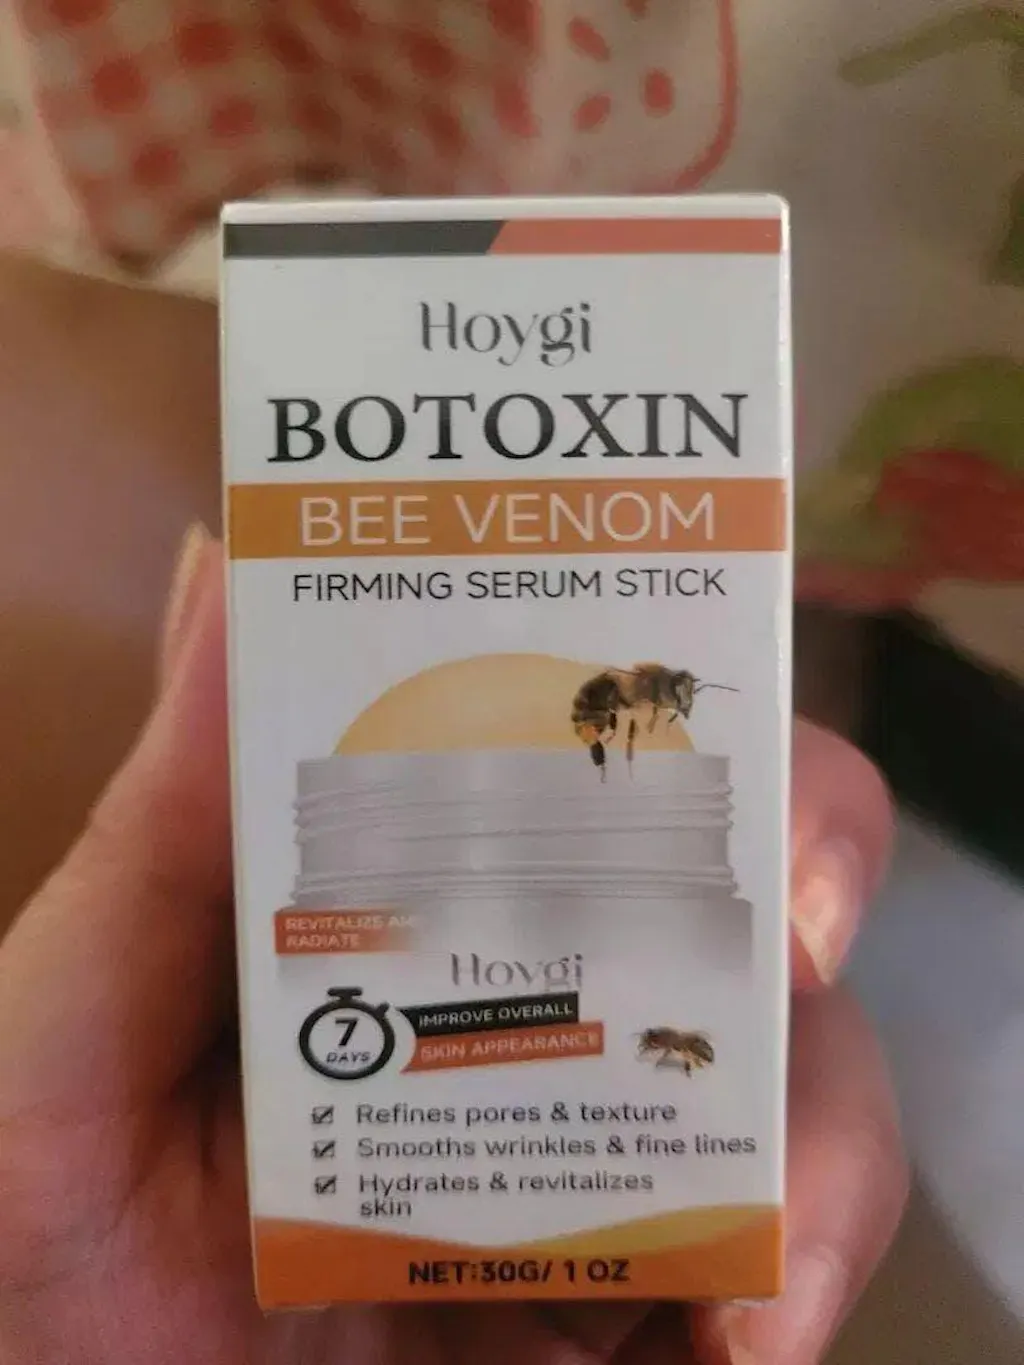 Hoygi
BOTOXIN
BEE VENOM
FIRMING SERUM STICK
REVITALIZE AN
RADIATE
Hoygi
7
DAYS
IMPROVE OVERALL
SKIN APPEARANCE
Refines pores & texture
Smooths wrinkles & fine lines
Hydrates & revitalizes
skin
NET:30G/ 1 OZ